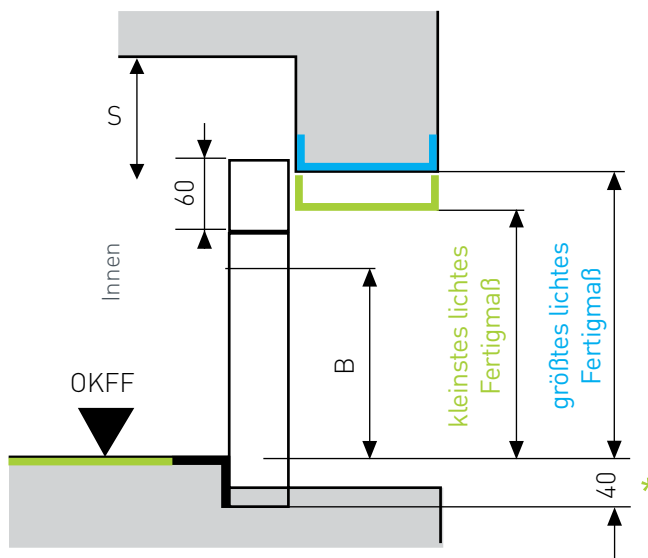 S
60
Innen
OKFF
B
kleinstes lichtes
Fertigmaß
größtes lichtes
Fertigmaß
40
*